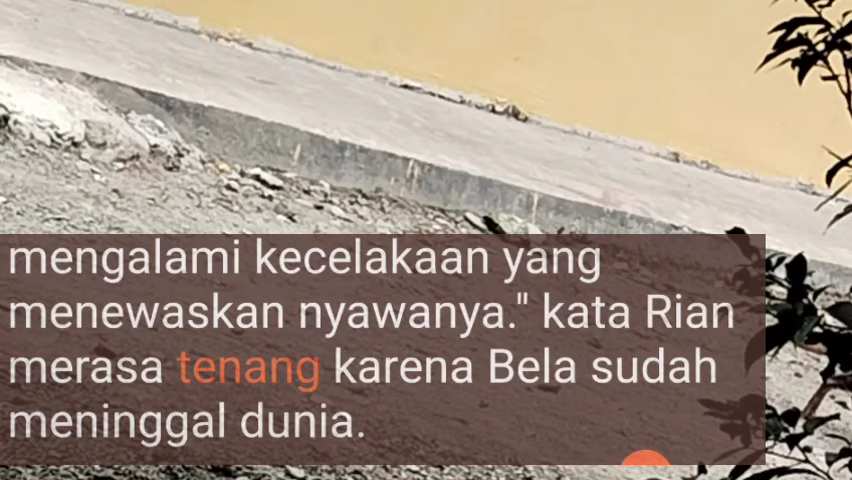 mengalami kecelakaan yang
menewaskan nyawanya." kata Rian
merasa tenang karena Bela sudah
meninggal dunia.